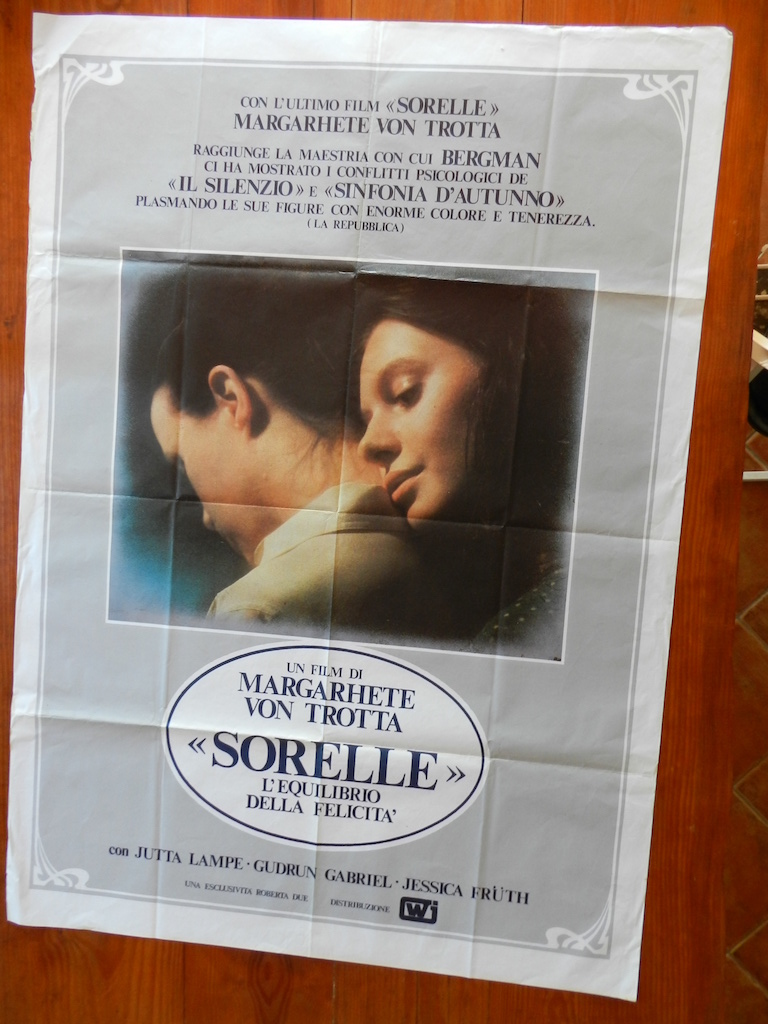 CON L'ULTIMO FILM «SORELLE»
MARGARHETE VON TROTTA
RAGGIUNGE LA MAESTRIA CON CUI BERGMAN
CI HA MOSTRATO I CONFLITTI PSICOLOGICI DE
«IL SILENZIO» E «SINFONIA D'AUTUNNO»
PLASMANDO LE SUE FIGURE CON ENORME COLORE E TENEREZZA.
(LA REPUBBLICA)
UN FILM DI
MARGARHETE
VON TROTTA
«SORELLE»
L'EQUILIBRIO
DELLA FELICITA'
con JUTTA LAMPE · GUDRUN GABRIEL · JESSICA FRÜTH
UNA ESCLUSIVITA ROBERTA DUE DISTRIBUZIONE